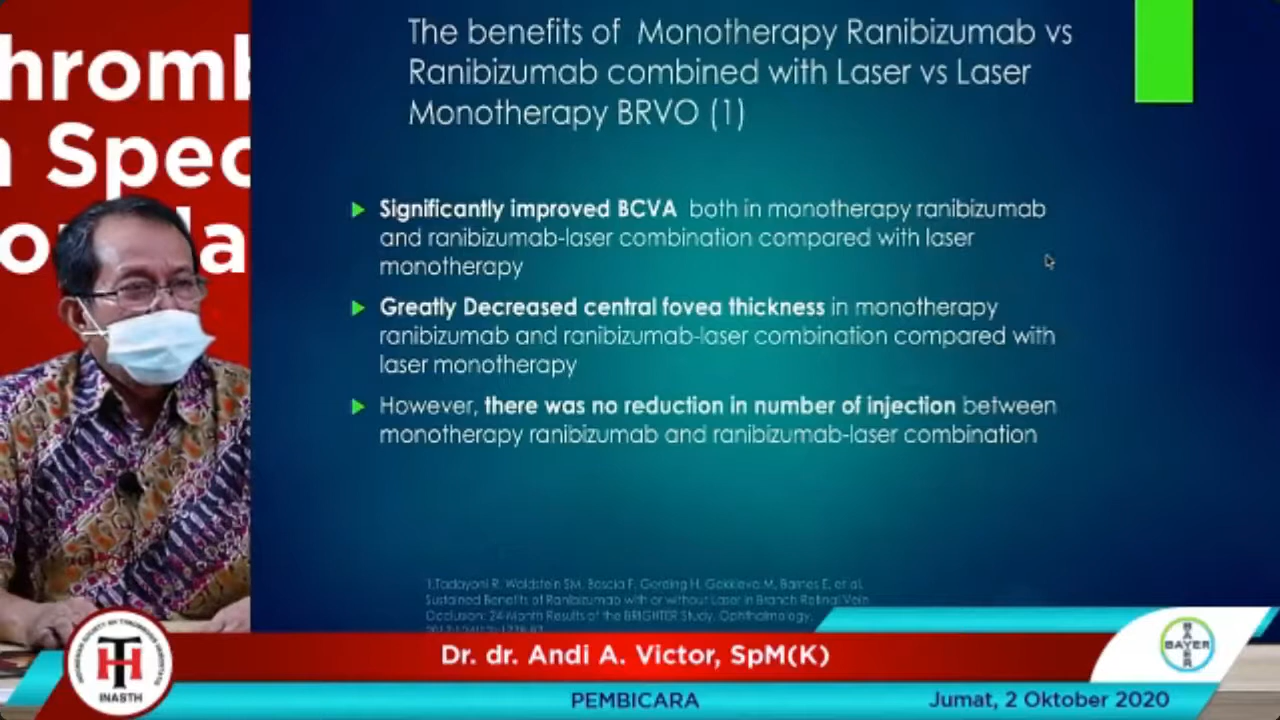 hromb
n Spec
The benefits of Monotherapy Ranibizumab vs
Ranibizumab combined with Laser vs Laser
Monotherapy BRVO (1)
Significantly improved BCVA both in monotherapy ranibizumab
and ranibizumab-laser combination compared with laser
monotherapy
Greatly Decreased central fovea thickness in monotherapy
ranibizumab and ranibizumab-laser combination compared with
laser monotherapy
However, there was no reduction in number of injection between
monotherapy ranibizumab and ranibizumab-laser combination
1.Tadayoni R, Waldstein SM, Boscia F, Gerding H, Barnes E, et al.
Sustained Benefits of Ranibizumab with or without Laser in Branch Retinal Vein
Occlusion: 24-Month Results of the BRIGHTER Study. Ophthalmology.
Dr. dr. Andi A. Victor, SpM(K)
PEMBICARA
Jumat, 2 Oktober 2020
INASTH
BAYER